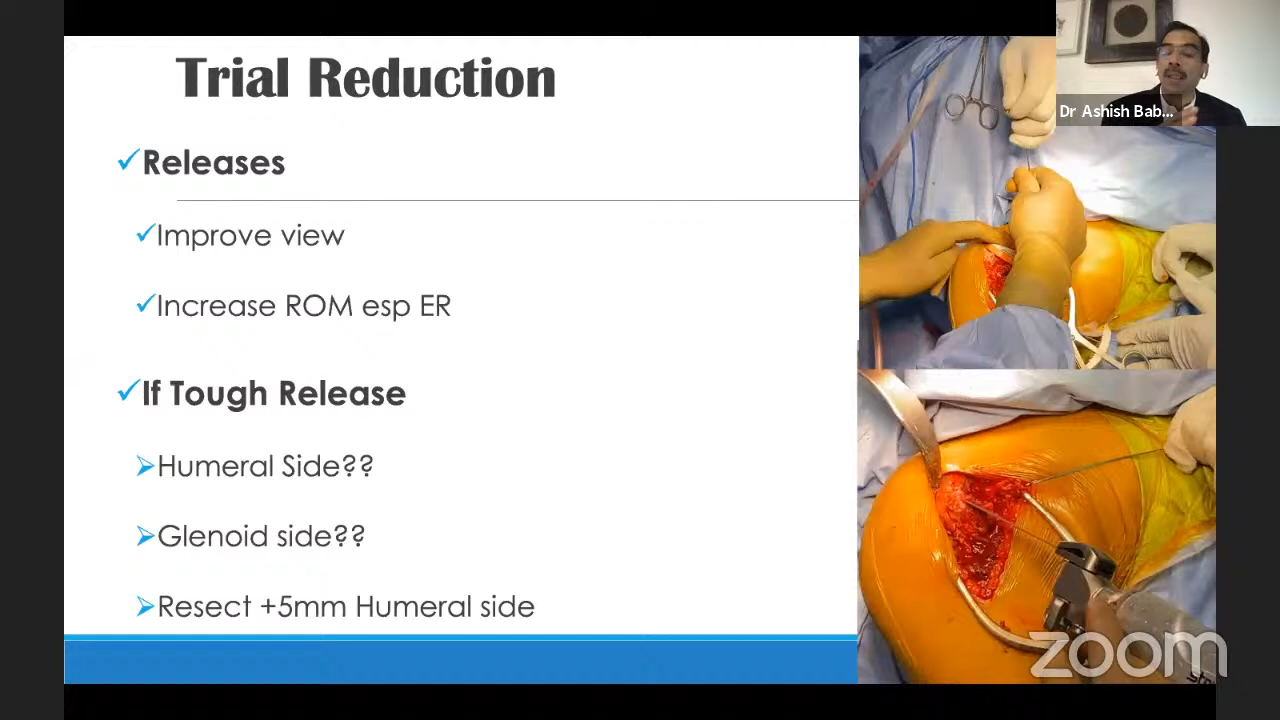 Trial Reduction
Releases
Improve view
Increase ROM esp ER
If Tough Release
Humeral Side??
Glenoid side??
Resect +5mm Humeral side
Dr Ashish Bab...
zoom